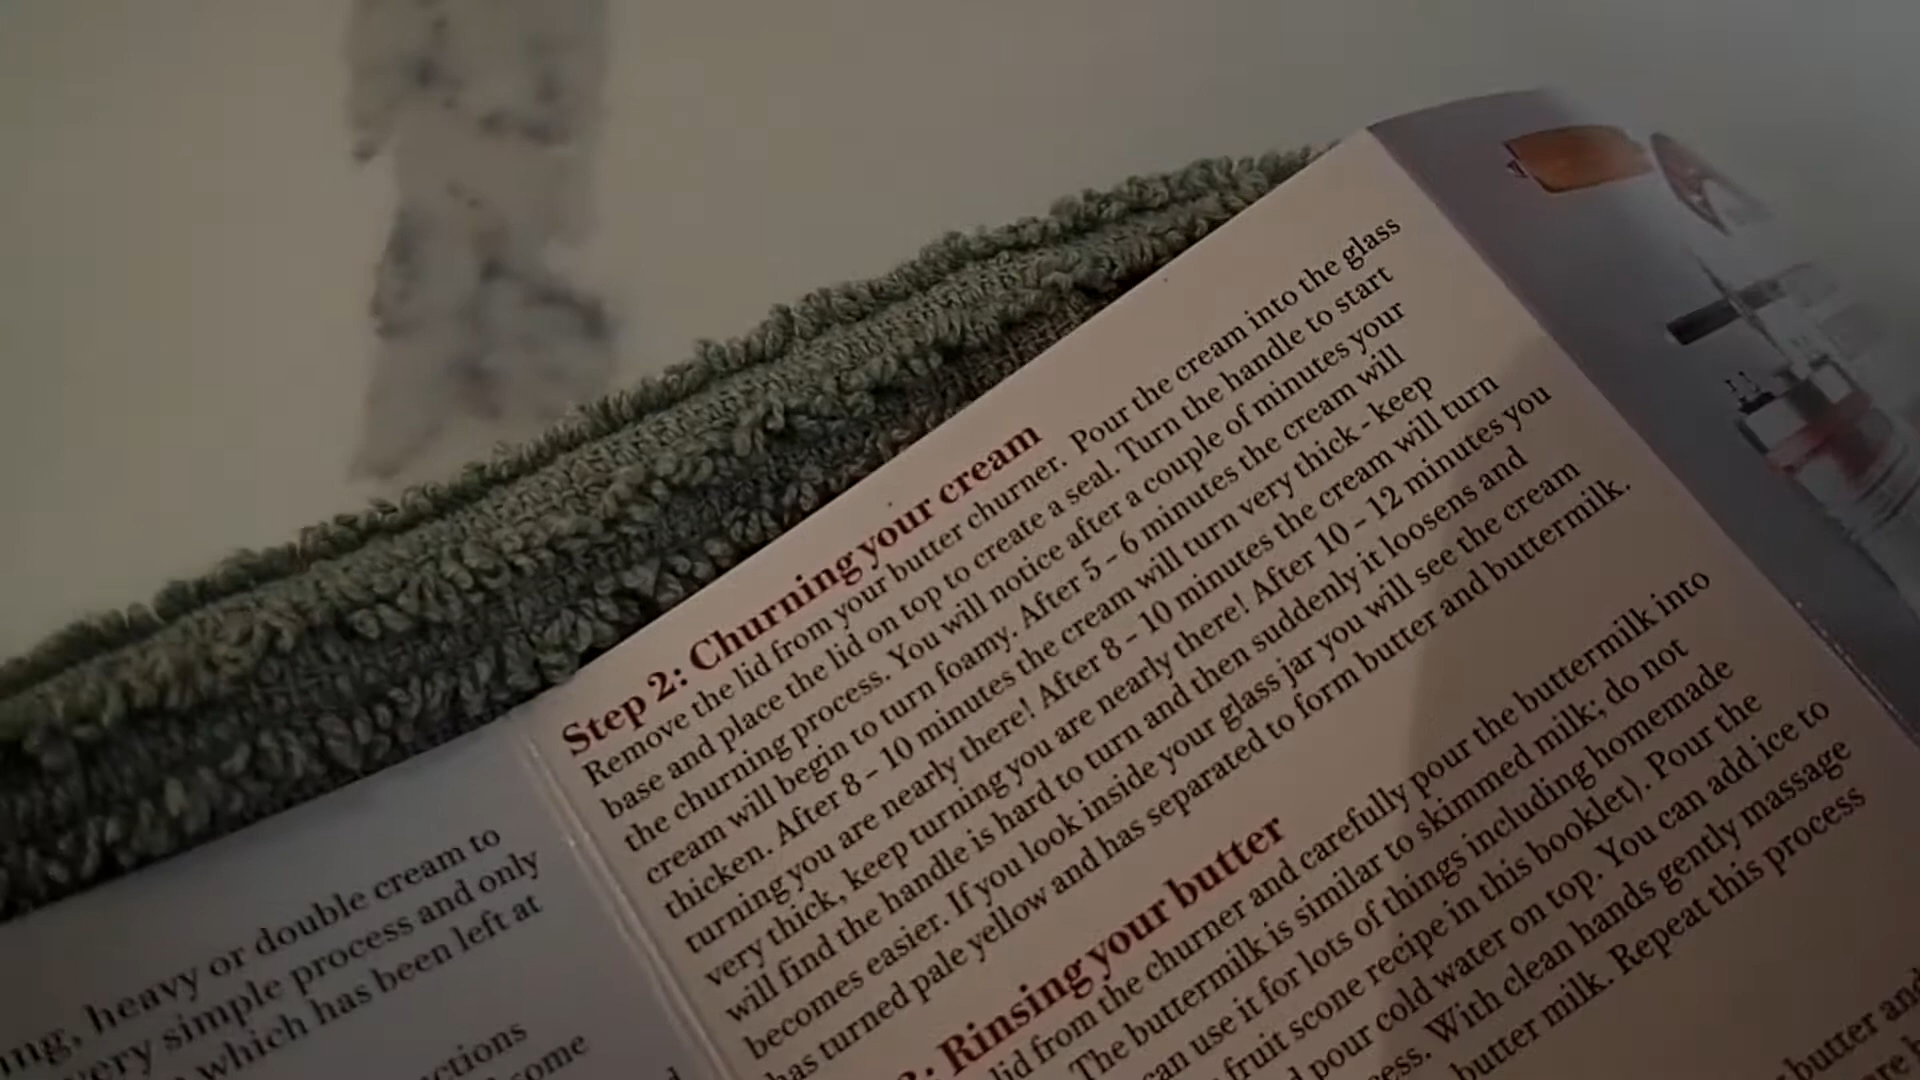 ing, heavy or double cream to
very simple process and only
which has been left at
ctions
some
Step 2: Churning your cream
Remove the lid from your butter churner. Pour the cream into the glass
base and place the lid on top to create a seal. Turn the handle to start
the churning process. You will notice after a couple of minutes your
cream will begin to turn foamy. After 5 – 6 minutes the cream will
thicken. After 8 – 10 minutes the cream will turn very thick - keep
turning you are nearly there! After 8 – 10 minutes the cream will turn
very thick, keep turning you are nearly there! After 10 – 12 minutes you
will find the handle is hard to turn and then suddenly it loosens and
becomes easier. If you look inside your glass jar you will see the cream
has turned pale yellow and has separated to form butter and buttermilk.
3: Rinsing your butter
lid from the churner and carefully pour the buttermilk into
The buttermilk is similar to skimmed milk; do not
can use it for lots of things including homemade
fruit scone recipe in this booklet). Pour the
pour cold water on top. You can add ice to
ess. With clean hands gently massage
butter milk. Repeat this process
butter and